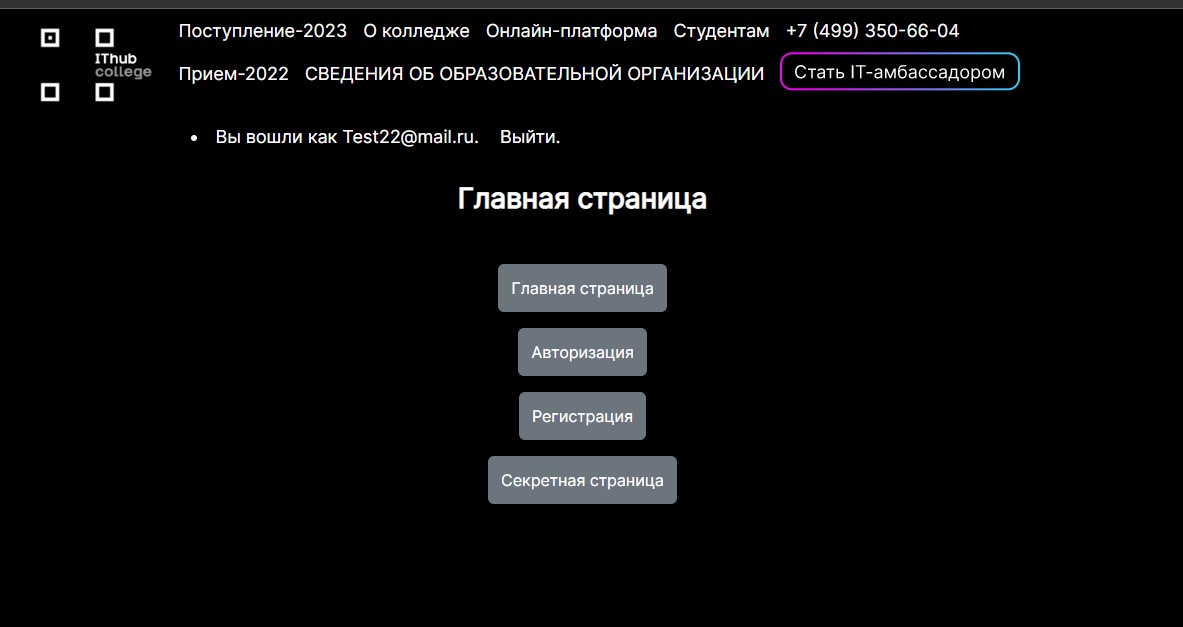 Поступление-2023 О колледже Онлайн-платформа Студентам +7 (499) 350-66-04
IThub
college
Прием-2022 СВЕДЕНИЯ ОБ ОБРАЗОВАТЕЛЬНОЙ ОРГАНИЗАЦИИ Стать IT-амбассадором
• Вы вошли как Test22@mail.ru. Выйти.
Главная страница
Главная страница
Авторизация
Регистрация
Секретная страница